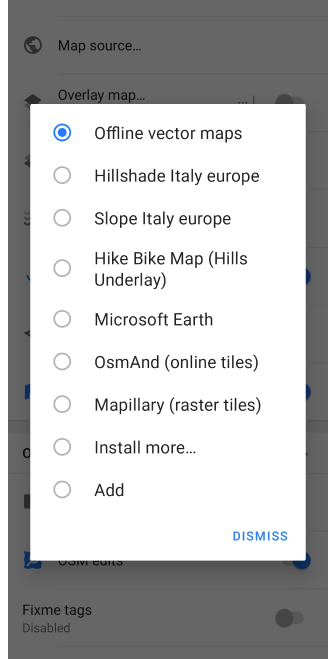 Map source…
Overlay map…
Offline vector maps
Hillshade Italy europe
Slope Italy europe
Hike Bike Map (Hills
Underlay)
Microsoft Earth
OsmAnd (online tiles)
Mapillary (raster tiles)
Install more…
Add
DISMISS
OSM edits
Fixme tags
Disabled